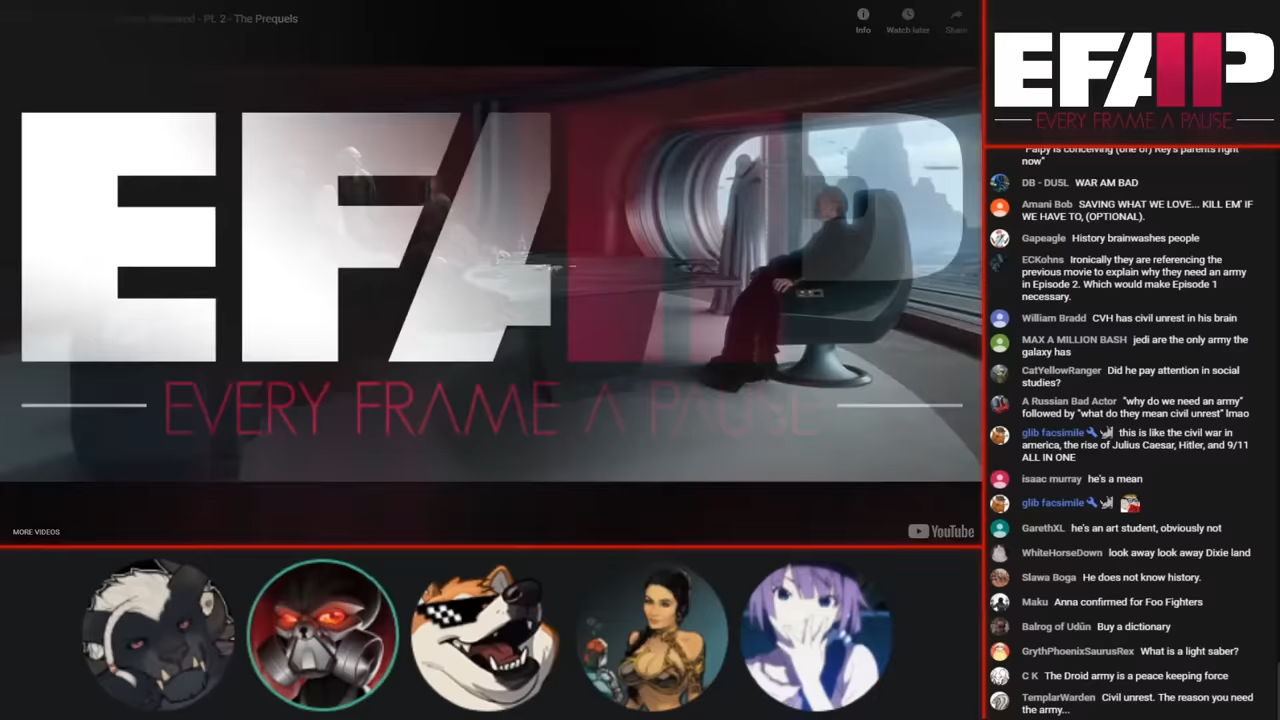 - Pt. 2 - The Prequels
Info
Watch later
Share
EFAP
EVERY FRAME A PAUSE
MORE VIDEOS
YouTube
EFAP
EVERY FRAME A PAUSE
"Palpy is conceiving (one of) Rey's parents right
now"
DB - DU5L WAR AM BAD
Amani Bob SAVING WHAT WE LOVE... KILL EM' IF
WE HAVE TO, (OPTIONAL).
Gapeagle History brainwashes people
ECKohns Ironically they are referencing the
previous movie to explain why they need an army
in Episode 2. Which would make Episode 1
necessary.
William Bradd CVH has civil unrest in his brain
MAX A MILLION BASH jedi are the only army the
galaxy has
CatYellowRanger Did he pay attention in social
studies?
A Russian Bad Actor "why do we need an army"
followed by "what do they mean civil unrest" lmao
glib facsimile this is like the civil war in
america, the rise of Julius Caesar, Hitler, and 9/11
ALL IN ONE
isaac murray he's a mean
glib facsimile
GarethXL he's an art student, obviously not
WhiteHorseDown look away look away Dixie land
Slawa Boga He does not know history.
Maku Anna confirmed for Foo Fighters
Balrog of Udûn Buy a dictionary
GrythPhoenixSaurusRex What is a light saber?
C K The Droid army is a peace keeping force
TemplarWarden Civil unrest. The reason you need
the army...